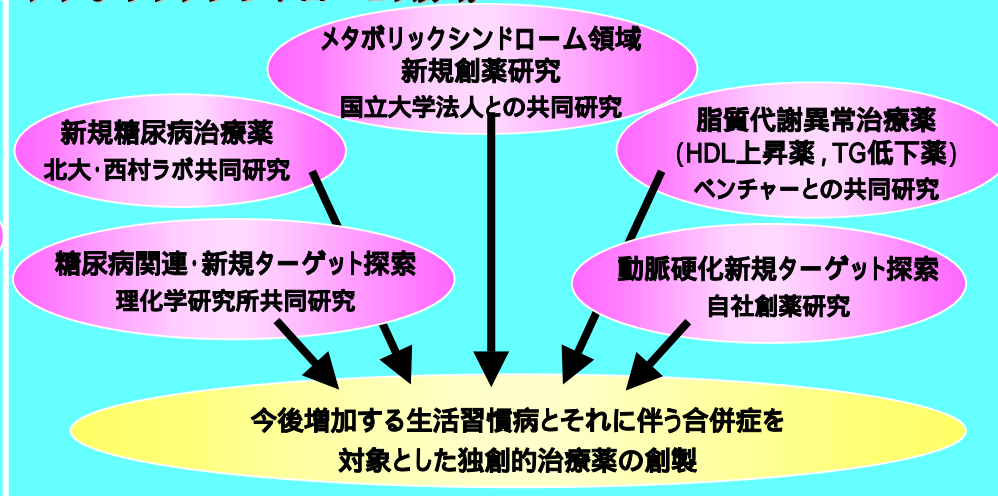 メタボリックシンドローム領域
新規創薬研究
国立大学法人との共同研究
新規糖尿病治療薬
北大・西村ラボ共同研究
脂質代謝異常治療薬
(HDL上昇薬,TG低下薬)
ベンチャーとの共同研究
糖尿病関連・新規ターゲット探索
理化学研究所共同研究
動脈硬化新規ターゲット探索
自社創薬研究
今後増加する生活習慣病とそれに伴う合併症を
対象とした独創的治療薬の創製